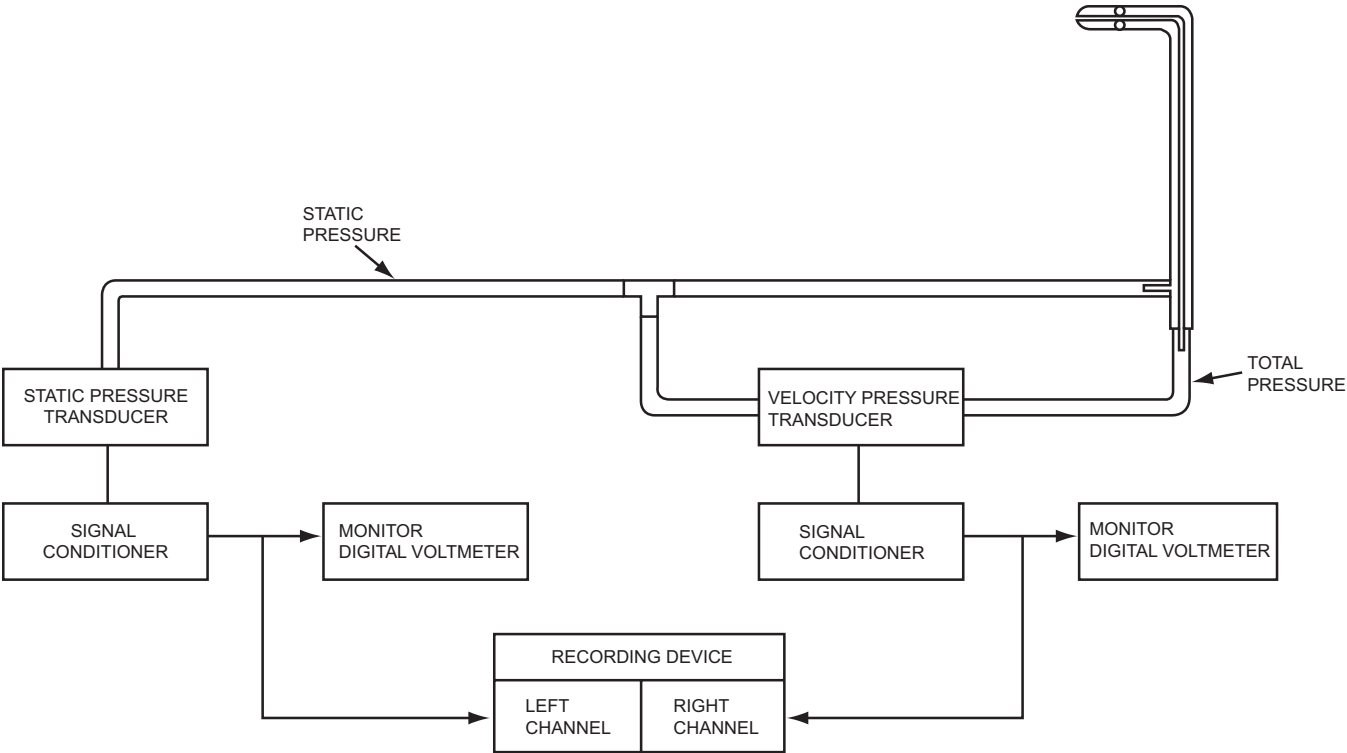 STATIC
PRESSURE
TOTAL
PRESSURE
STATIC PRESSURE
TRANSDUCER
VELOCITY PRESSURE
TRANSDUCER
SIGNAL
CONDITIONER
MONITOR
DIGITAL VOLTMETER
SIGNAL
CONDITIONER
MONITOR
DIGITAL VOLTMETER
RECORDING DEVICE
LEFT
CHANNEL
RIGHT
CHANNEL